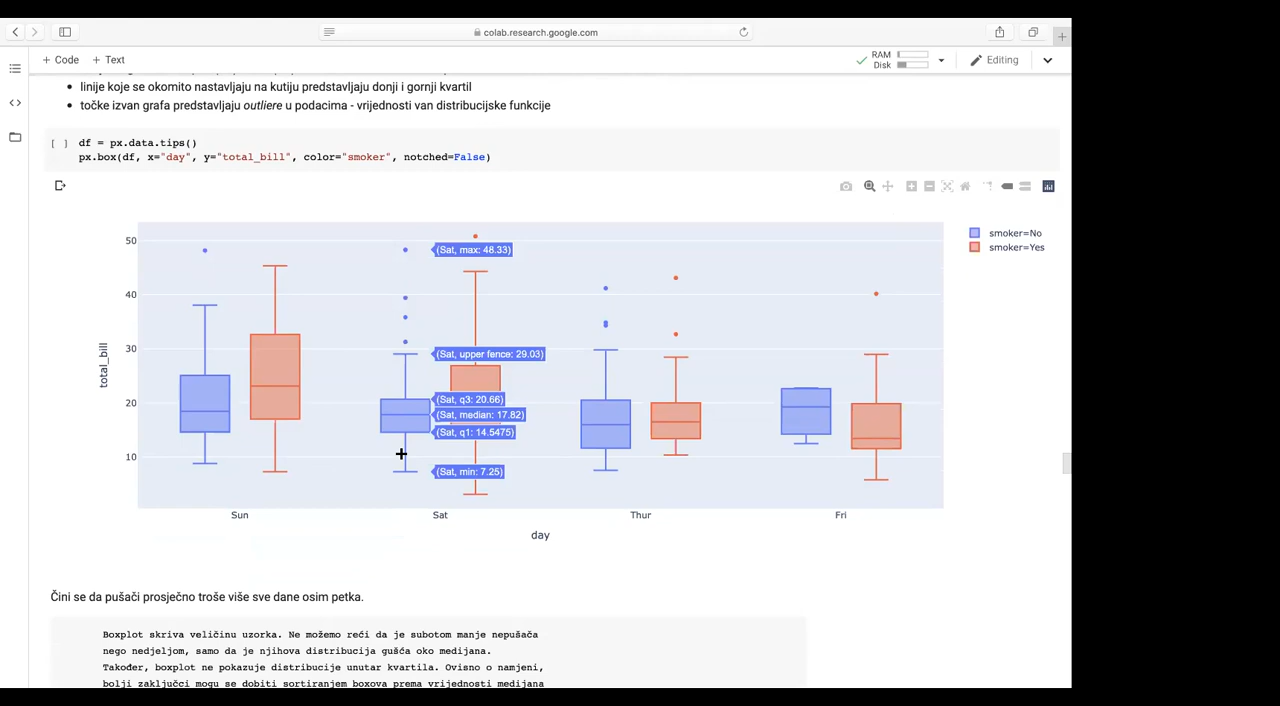 colab.research.google.com
+ Code + Text
RAM
Disk
Editing
linije koje se okomito nastavljaju na kutiju predstavljaju donji i gornji kvartil
točke izvan grafa predstavljaju outliere u podacima - vrijednosti van distribucijske funkcije
[ ] df = px.data.tips()
px.box(df, x="day", y="total_bill", color="smoker", notched=False)
smoker=No
smoker=Yes
50
40
30
20
10
total_bill
(Sat, max: 48.33)
(Sat, upper fence: 29.03)
(Sat, q3: 20.66)
(Sat, median: 17.82)
(Sat, q1: 14.5475)
(Sat, min: 7.25)
Sun Sat Thur Fri
day
Čini se da pušači prosječno troše više sve dane osim petka.
Boxplot skriva veličinu uzorka. Ne možemo reći da je subotom manje nepušača
nego nedjeljom, samo da je njihova distribucija gušća oko medijana.
Također, boxplot ne pokazuje distribucije unutar kvartila. Ovisno o namjeni,
bolji zaključci mogu se dobiti sortiranjem boxova prema vrijednosti medijana